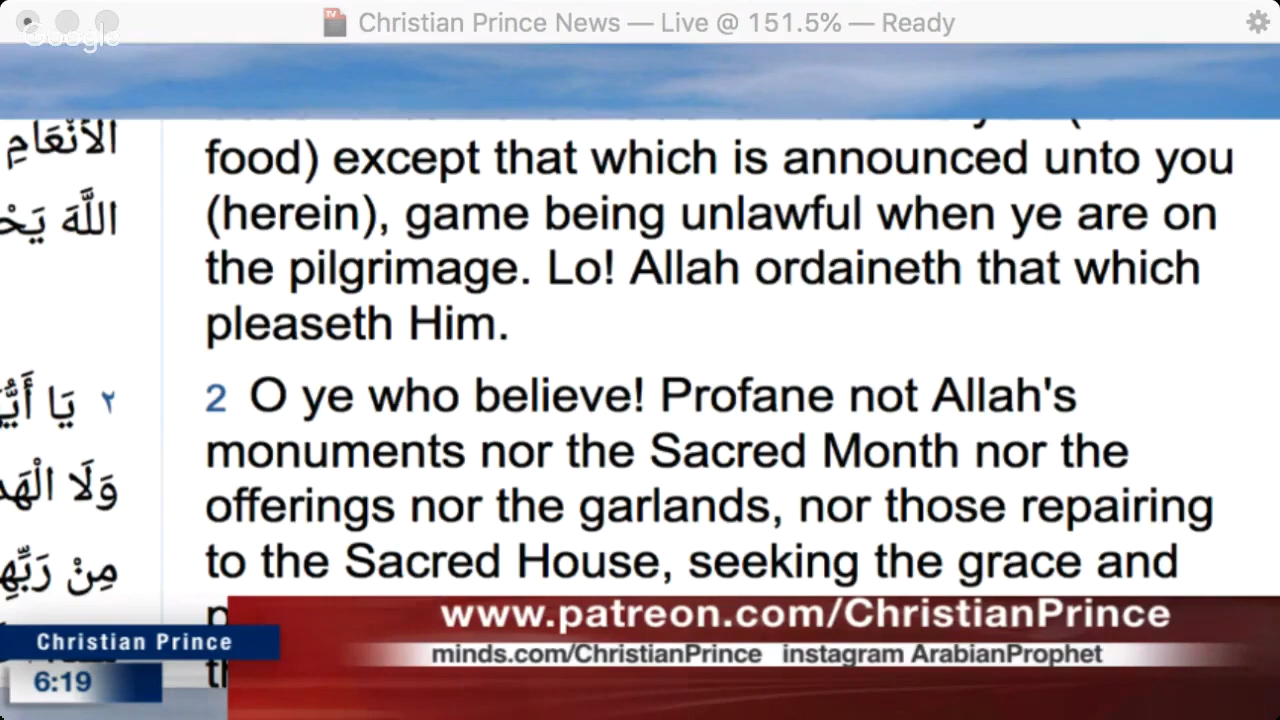 Christian Prince News — Live @ 151.5% — Ready
Google
food) except that which is announced unto you
(herein), game being unlawful when ye are on
the pilgrimage. Lo! Allah ordaineth that which
pleaseth Him.
2 O ye who believe! Profane not Allah's
monuments nor the Sacred Month nor the
offerings nor the garlands, nor those repairing
to the Sacred House, seeking the grace and
الْأَنْعَامِ
اللَّهَ
٢ يَا
وَلَا
مِنْ
www.patreon.com/ChristianPrince
minds.com/ChristianPrince instagram ArabianProphet
Christian Prince
6:19